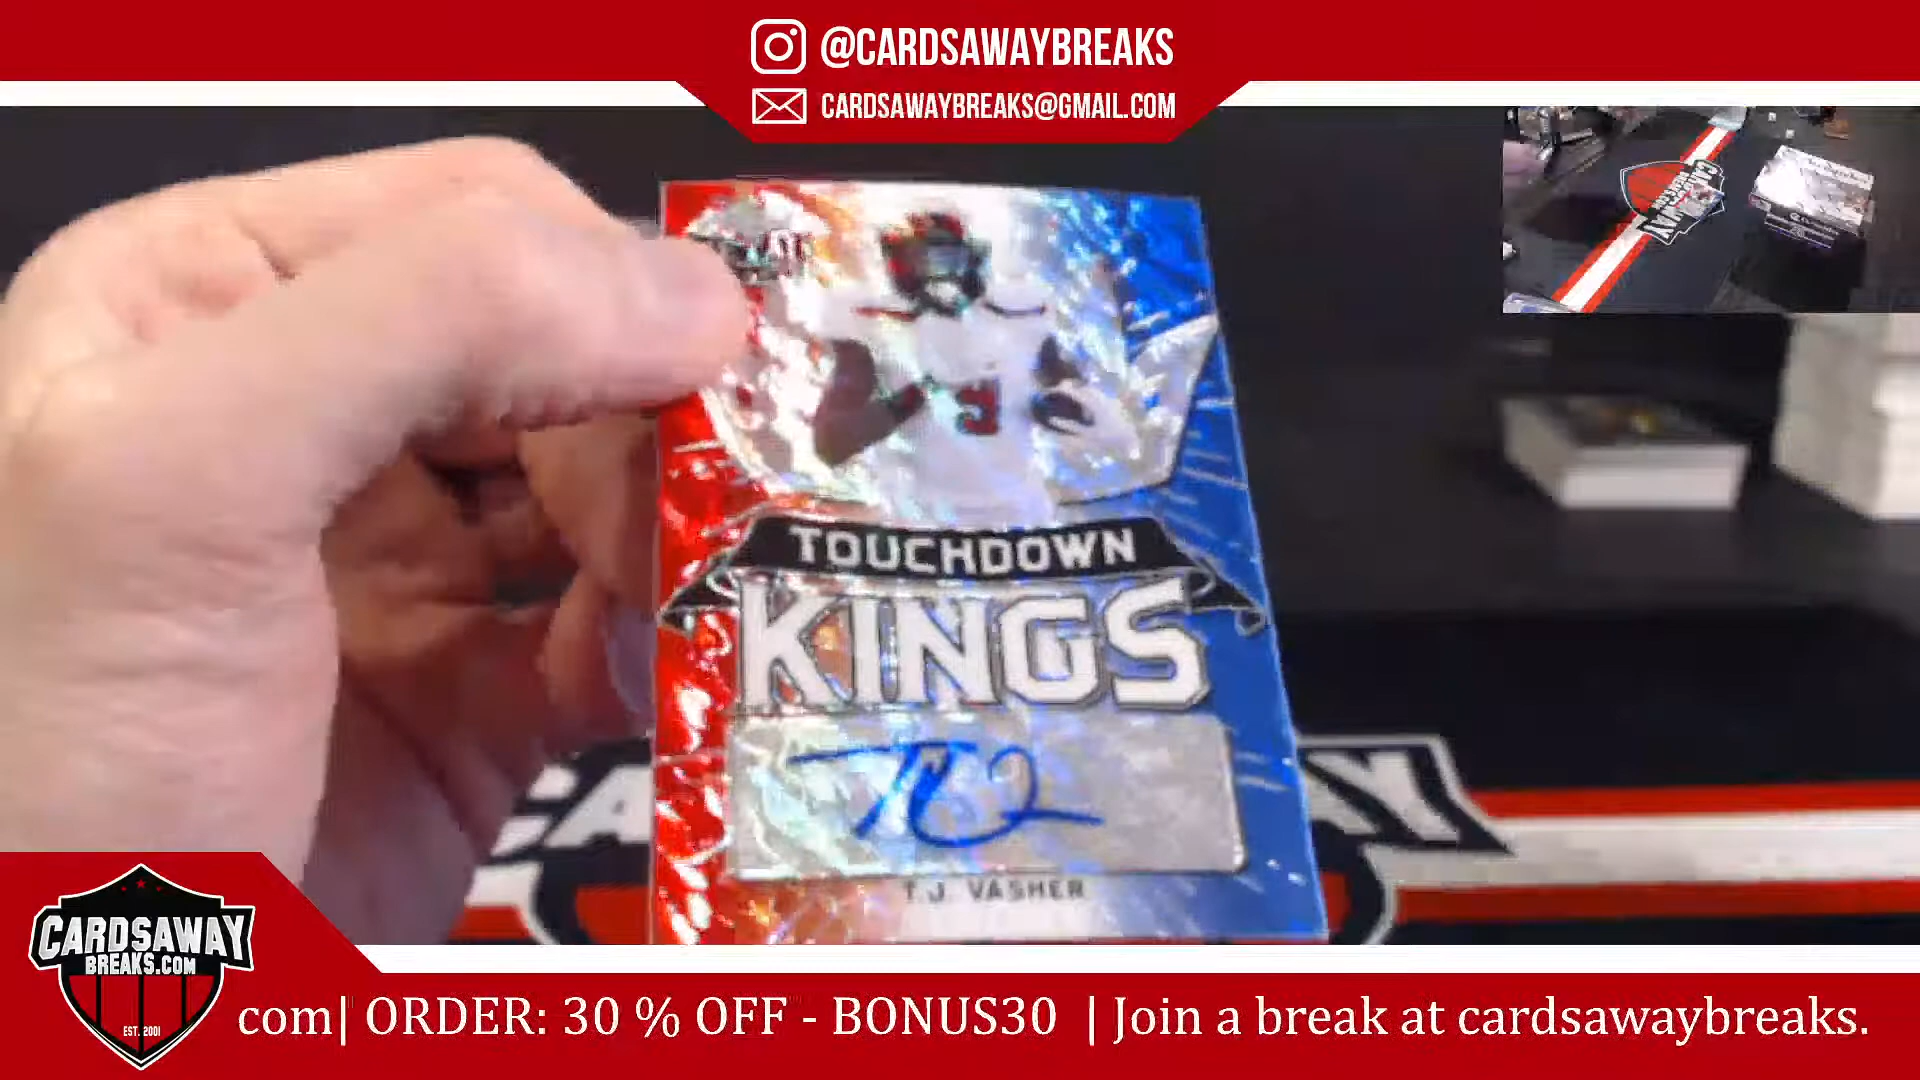 @CARDSAWAYBREAKS
CARDSAWAYBREAKS@GMAIL.COM
TOUCHDOWN
KINGS
T.J. VASHER
CARDSAWAY
BREAKS.COM
EST. 2001
com| ORDER: 30 % OFF - BONUS30 | Join a break at cardsawaybreaks.